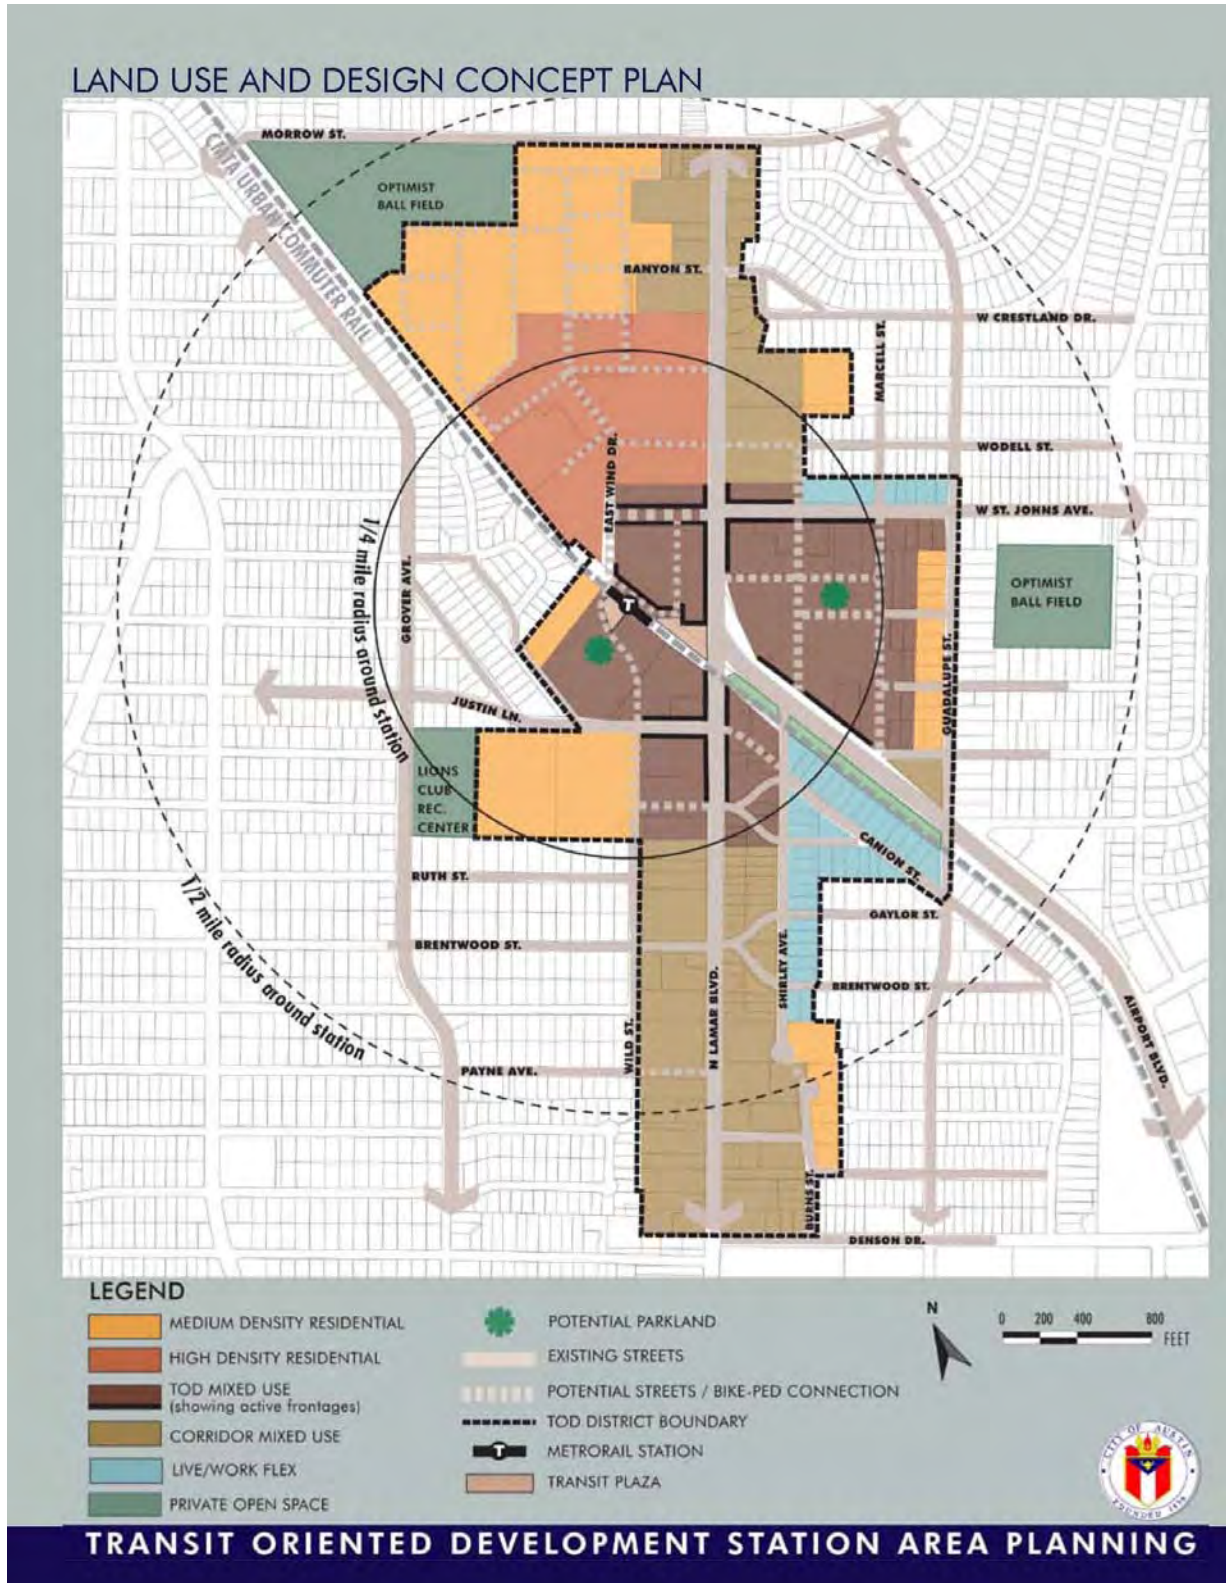 LAND USE AND DESIGN CONCEPT PLAN
MORROW ST.
CMTA URBAN COMMUTER RAIL
OPTIMIST
BALL FIELD
BANYON ST.
W CRESTLAND DR.
MARCELL ST.
WODELL ST.
EAST WIND DR.
W ST. JOHNS AVE.
1/4 mile radius around station
GROVER AVE.
OPTIMIST
BALL FIELD
T
GUADALUPE ST.
JUSTIN LN.
LIONS
CLUB
REC.
CENTER
CANION ST.
RUTH ST.
1/2 mile radius around station
GAYLOR ST.
BRENTWOOD ST.
SHIRLEY AVE.
N LAMAR BLVD.
BRENTWOOD ST.
AIRPORT BLVD.
WILD ST.
PAYNE AVE.
BURNS ST.
DENSON DR.
LEGEND
MEDIUM DENSITY RESIDENTIAL
HIGH DENSITY RESIDENTIAL
TOD MIXED USE
(showing active frontages)
CORRIDOR MIXED USE
LIVE/WORK FLEX
PRIVATE OPEN SPACE
POTENTIAL PARKLAND
EXISTING STREETS
POTENTIAL STREETS / BIKE-PED CONNECTION
TOD DISTRICT BOUNDARY
T
METRORAIL STATION
TRANSIT PLAZA
N
0 200 400 800
FEET
CITY OF AUSTIN
FOUNDED 1839
TRANSIT ORIENTED DEVELOPMENT STATION AREA PLANNING